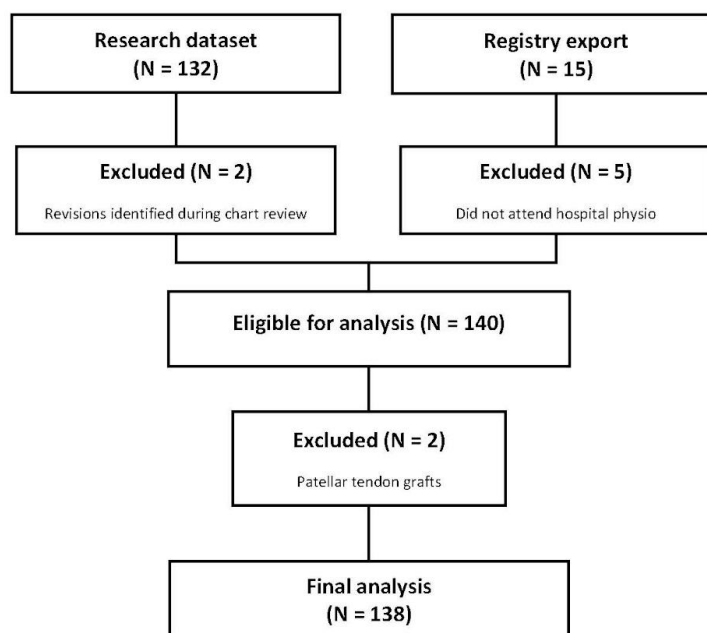 Research dataset
(N = 132)
Registry export
(N = 15)
Excluded (N = 2)
Revisions identified during chart review
Excluded (N = 5)
Did not attend hospital physio
Eligible for analysis (N = 140)
Excluded (N = 2)
Patellar tendon grafts
Final analysis
(N = 138)